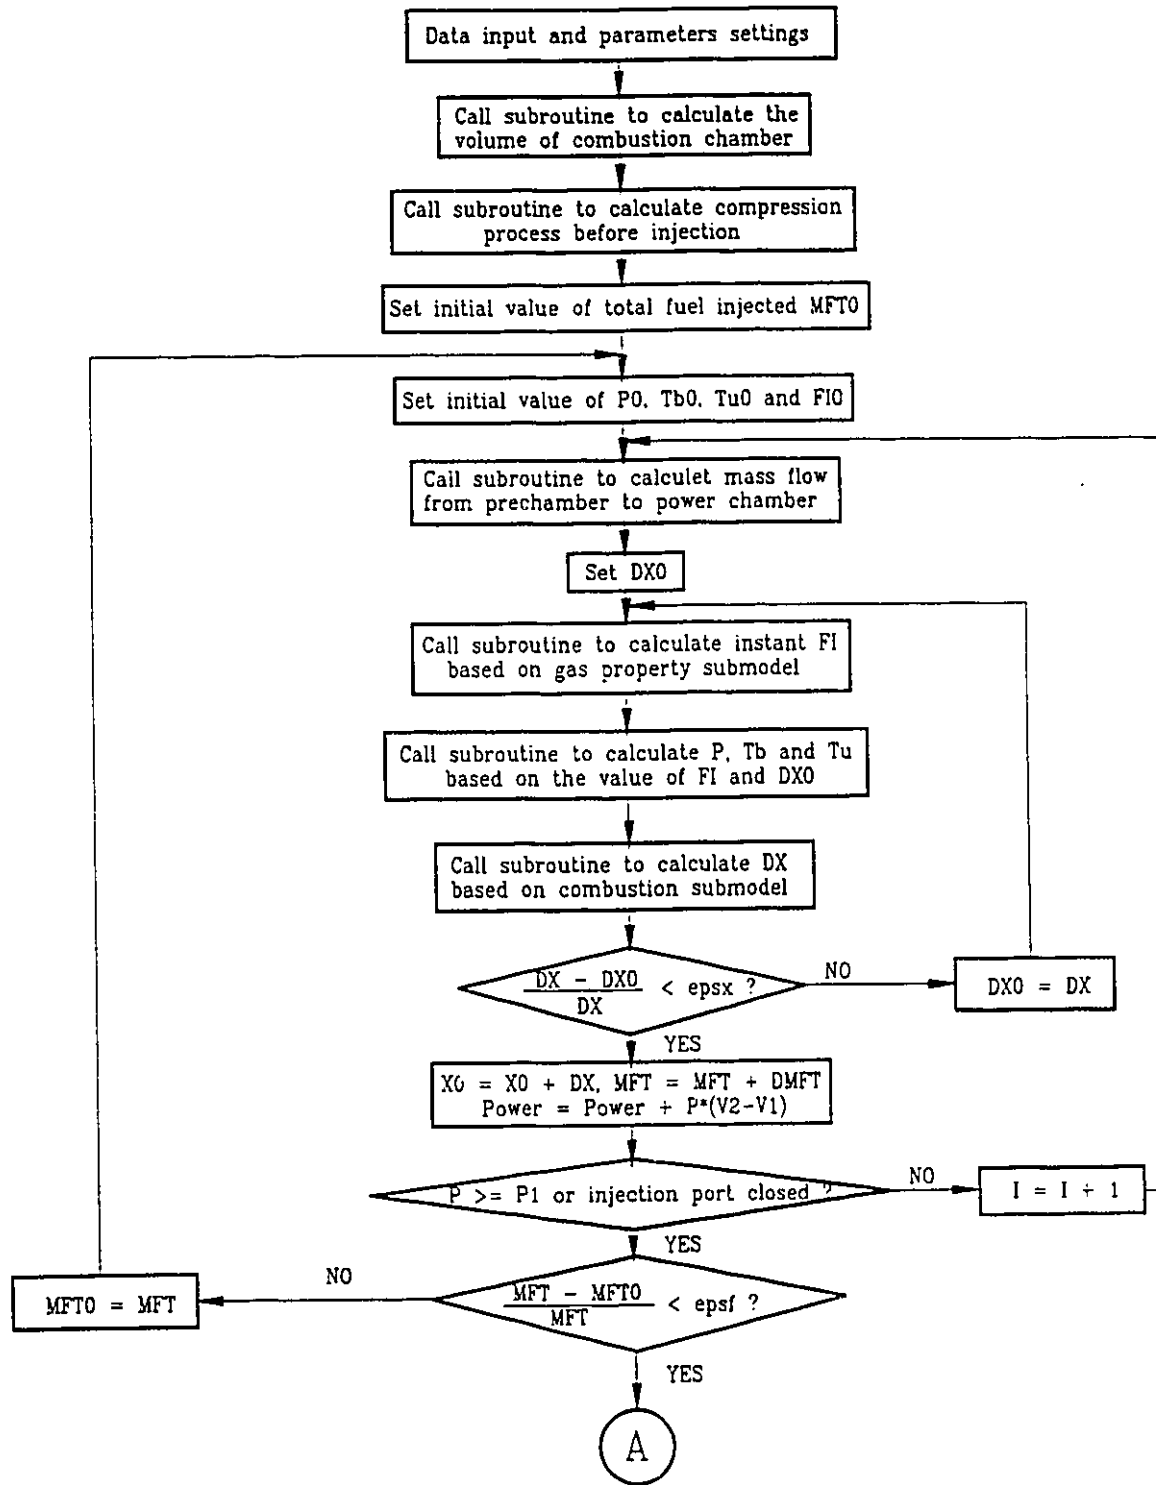 Data input and parameters settings
Call subroutine to calculate the
volume of combustion chamber
Call subroutine to calculate compression
process before injection
Set initial value of total fuel injected MFT0
Set initial value of P0, Tb0, Tu0 and FI0
Call subroutine to calculet mass flow
from prechamber to power chamber
Set DX0
Call subroutine to calculate instant FI
based on gas property submodel
Call subroutine to calculate P, Tb and Tu
based on the value of FI and DX0
Call subroutine to calculate DX
based on combustion submodel
DX - DX0
DX
< epsx ?
NO
DX0 = DX
YES
X0 = X0 + DX, MFT = MFT + DMFT
Power = Power + P*(V2-V1)
P >= P1 or injection port closed ?
NO
I = I + 1
YES
MFT - MFT0
MFT
< epsf ?
NO
MFT0 = MFT
YES
A